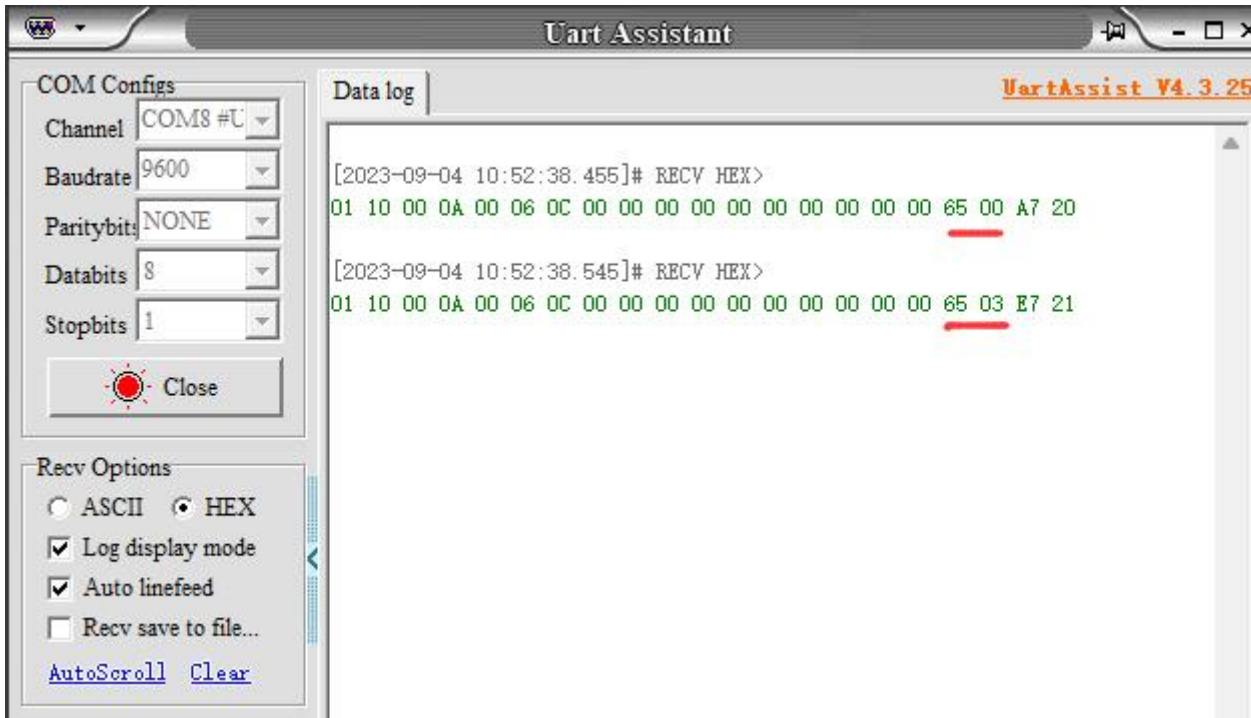 Uart Assistant
COM Configs
Channel COM8 #U
Baudrate 9600
Paritybit: NONE
Databits 8
Stopbits 1
Close
Recv Options
ASCII HEX
Log display mode
Auto linefeed
Recv save to file...
AutoScroll Clear
Data log
UartAssist V4.3.25
[2023-09-04 10:52:38.455]# RECV HEX>
01 10 00 0A 00 06 0C 00 00 00 00 00 00 00 00 00 00 65 00 A7 20
[2023-09-04 10:52:38.545]# RECV HEX>
01 10 00 0A 00 06 0C 00 00 00 00 00 00 00 00 00 00 65 03 E7 21